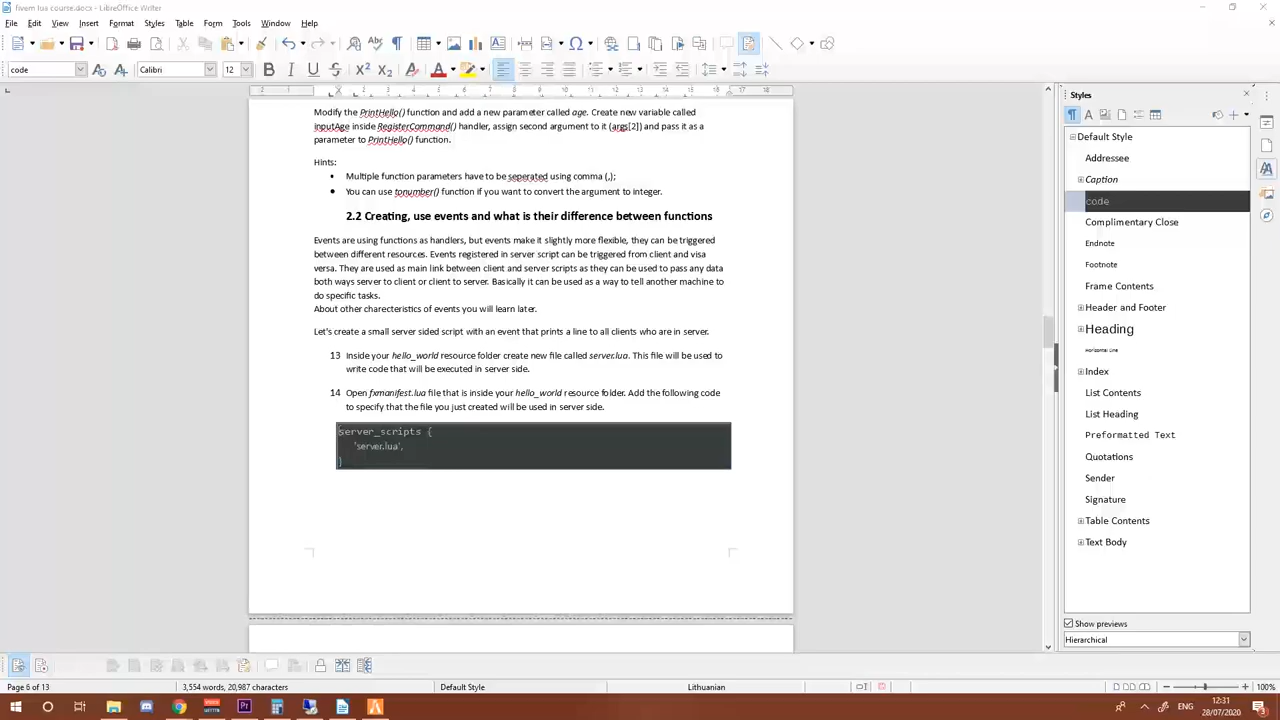 fivem lua course.docx - LibreOffice Writer
File Edit View Insert Format Styles Table Form Tools Window Help
code Calibri 12
Modify the PrintHello() function and add a new parameter called age. Create new variable called
inputAge inside RegisterCommand() handler, assign second argument to it (args[2]) and pass it as a
parameter to PrintHello() function.
Hints:
• Multiple function parameters have to be seperated using comma (,);
• You can use tonumber() function if you want to convert the argument to integer.
2.2 Creating, use events and what is their difference between functions
Events are using functions as handlers, but events make it slightly more flexible, they can be triggered
between different resources. Events registered in server script can be triggered from client and visa
versa. They are used as main link between client and server scripts as they can be used to pass any data
both ways server to client or client to server. Basically it can be used as a way to tell another machine to
do specific tasks.
About other charecteristics of events you will learn later.
Let's create a small server sided script with an event that prints a line to all clients who are in server.
13 Inside your hello_world resource folder create new file called server.lua. This file will be used to
write code that will be executed in server side.
14 Open fxmanifest.lua file that is inside your hello_world resource folder. Add the following code
to specify that the file you just created will be used in server side.
server_scripts {
'server.lua',
}
Styles
Default Style
Addressee
Caption
code
Complimentary Close
Endnote
Footnote
Frame Contents
Header and Footer
Heading
Horizontal Line
Index
List Contents
List Heading
Preformatted Text
Quotations
Sender
Signature
Table Contents
Text Body
Show previews
Hierarchical
Page 6 of 13 3,554 words, 20,987 characters Default Style Lithuanian 100%
ENG 12:31
28/07/2020